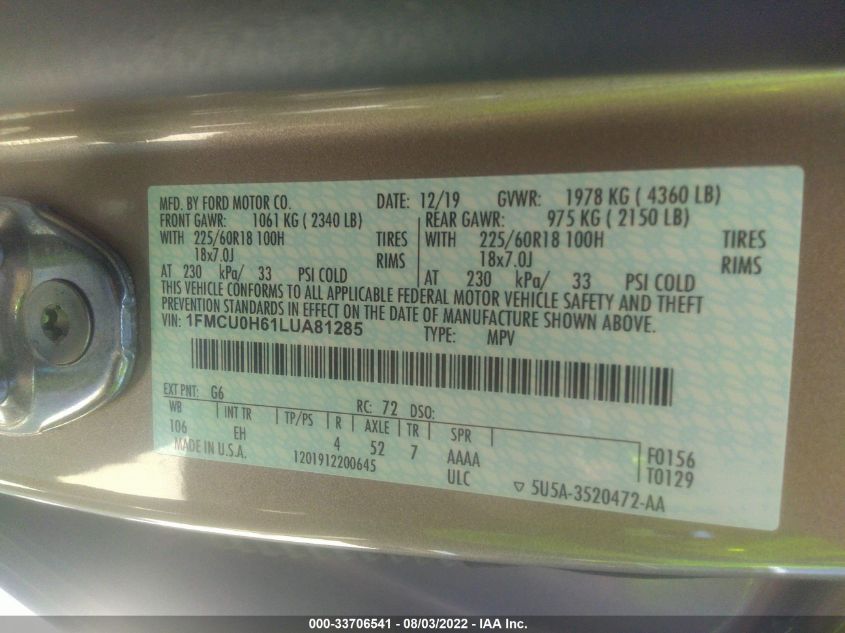 MFD. BY FORD MOTOR CO. DATE: 12/19 GVWR: 1978 KG ( 4360 LB)
FRONT GAWR: 1061 KG ( 2340 LB) REAR GAWR: 975 KG ( 2150 LB)
WITH 225/60R18 100H TIRES WITH 225/60R18 100H TIRES
18x7.0J RIMS 18x7.0J RIMS
AT 230 kPa/ 33 PSI COLD AT 230 kPa/ 33 PSI COLD
THIS VEHICLE CONFORMS TO ALL APPLICABLE FEDERAL MOTOR VEHICLE SAFETY AND THEFT
PREVENTION STANDARDS IN EFFECT ON THE DATE OF MANUFACTURE SHOWN ABOVE.
VIN: 1FMCU0H61LUA81285 TYPE: MPV
EXT PNT: G6 RC: 72 DSO:
WB INT TR TP/PS R AXLE TR SPR
106 EH 4 52 7 AAAA F0156
MADE IN U.S.A. 1201912200645 ULC T0129
5U5A-3520472-AA
000-33706541 - 08/03/2022 - IAA Inc.